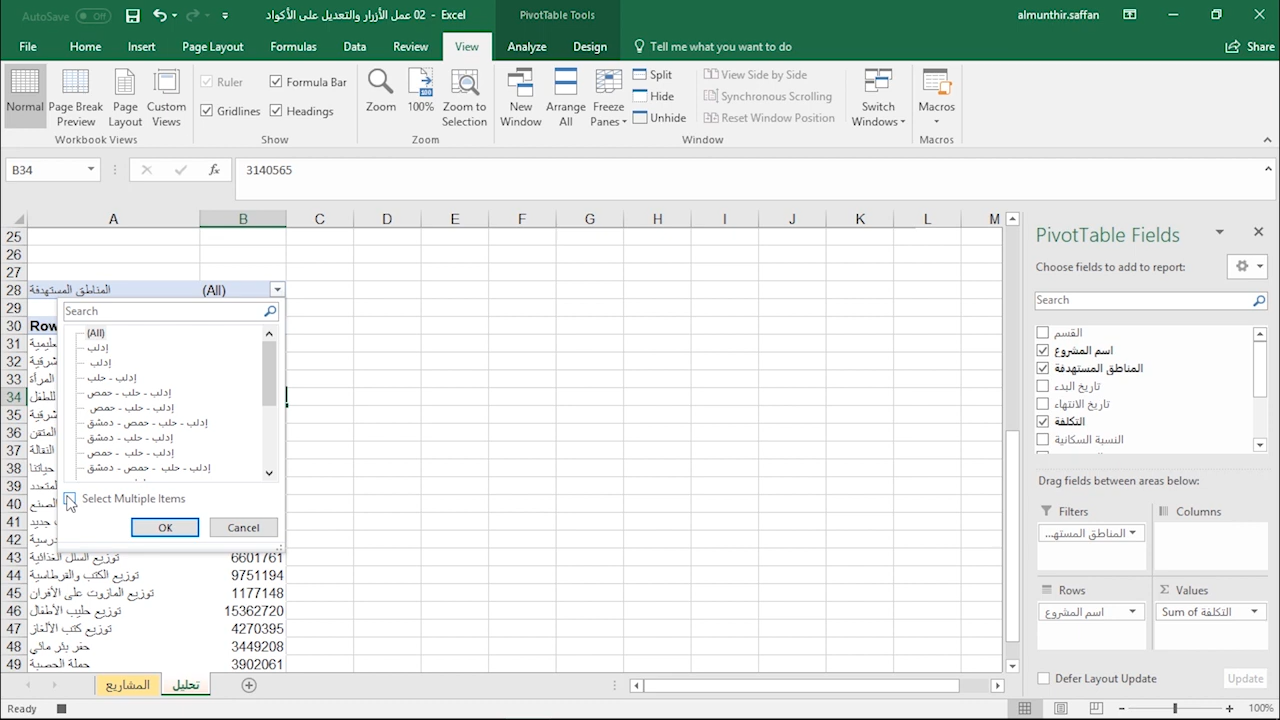 AutoSave Off
02 عمل الأزرار والتعديل على الأكواد - Excel
PivotTable Tools
almunthir.saffan
File Home Insert Page Layout Formulas Data Review View Analyze Design Tell me what you want to do Share
Normal
Page Break Preview
Page Layout
Custom Views
Workbook Views
Ruler
Formula Bar
Gridlines
Headings
Show
Zoom
100%
Zoom to Selection
Zoom
New Window
Arrange All
Freeze Panes
Split
Hide
Unhide
View Side by Side
Synchronous Scrolling
Reset Window Position
Window
Switch Windows
Macros
Macros
B34
fx
3140565
A B C D E F G H I J K L M
25
26
27
28 المناطق المستهدفة (All)
29
30 Row
31
32
33 المرأة
34 للطفل
35
36 المتقن
37 النقالة
38 حياتنا
39 المتعدد
40 الصنع
41 جديد
42
43 توزيع السلل الغذائية 6601761
44 توزيع الكتب والقرطاسية 9751194
45 توزيع المازوت على الأفران 1177148
46 توزيع حليب الأطفال 15362720
47 توزيع كتب الألغاز 4270395
48 حفر بئر مائي 3449208
49 حملة الحصبة 3902061
Search
(All)
إدلب
إدلب
إدلب - حلب
إدلب - حلب - حمص
إدلب - حلب - حمص
إدلب - حلب - حمص - دمشق
إدلب - حلب - دمشق
إدلب - حلب - حمص
إدلب - حلب - حمص - دمشق
Select Multiple Items
OK Cancel
PivotTable Fields
Choose fields to add to report:
Search
القسم
اسم المشروع
المناطق المستهدفة
تاريخ البدء
تاريخ الانتهاء
التكلفة
النسبة السكانية
Drag fields between areas below:
Filters
Columns
المناطق المسته...
Rows
Σ Values
اسم المشروع
Sum of التكلفة
Defer Layout Update
Update
المشاريع
تحليل
Ready
100%